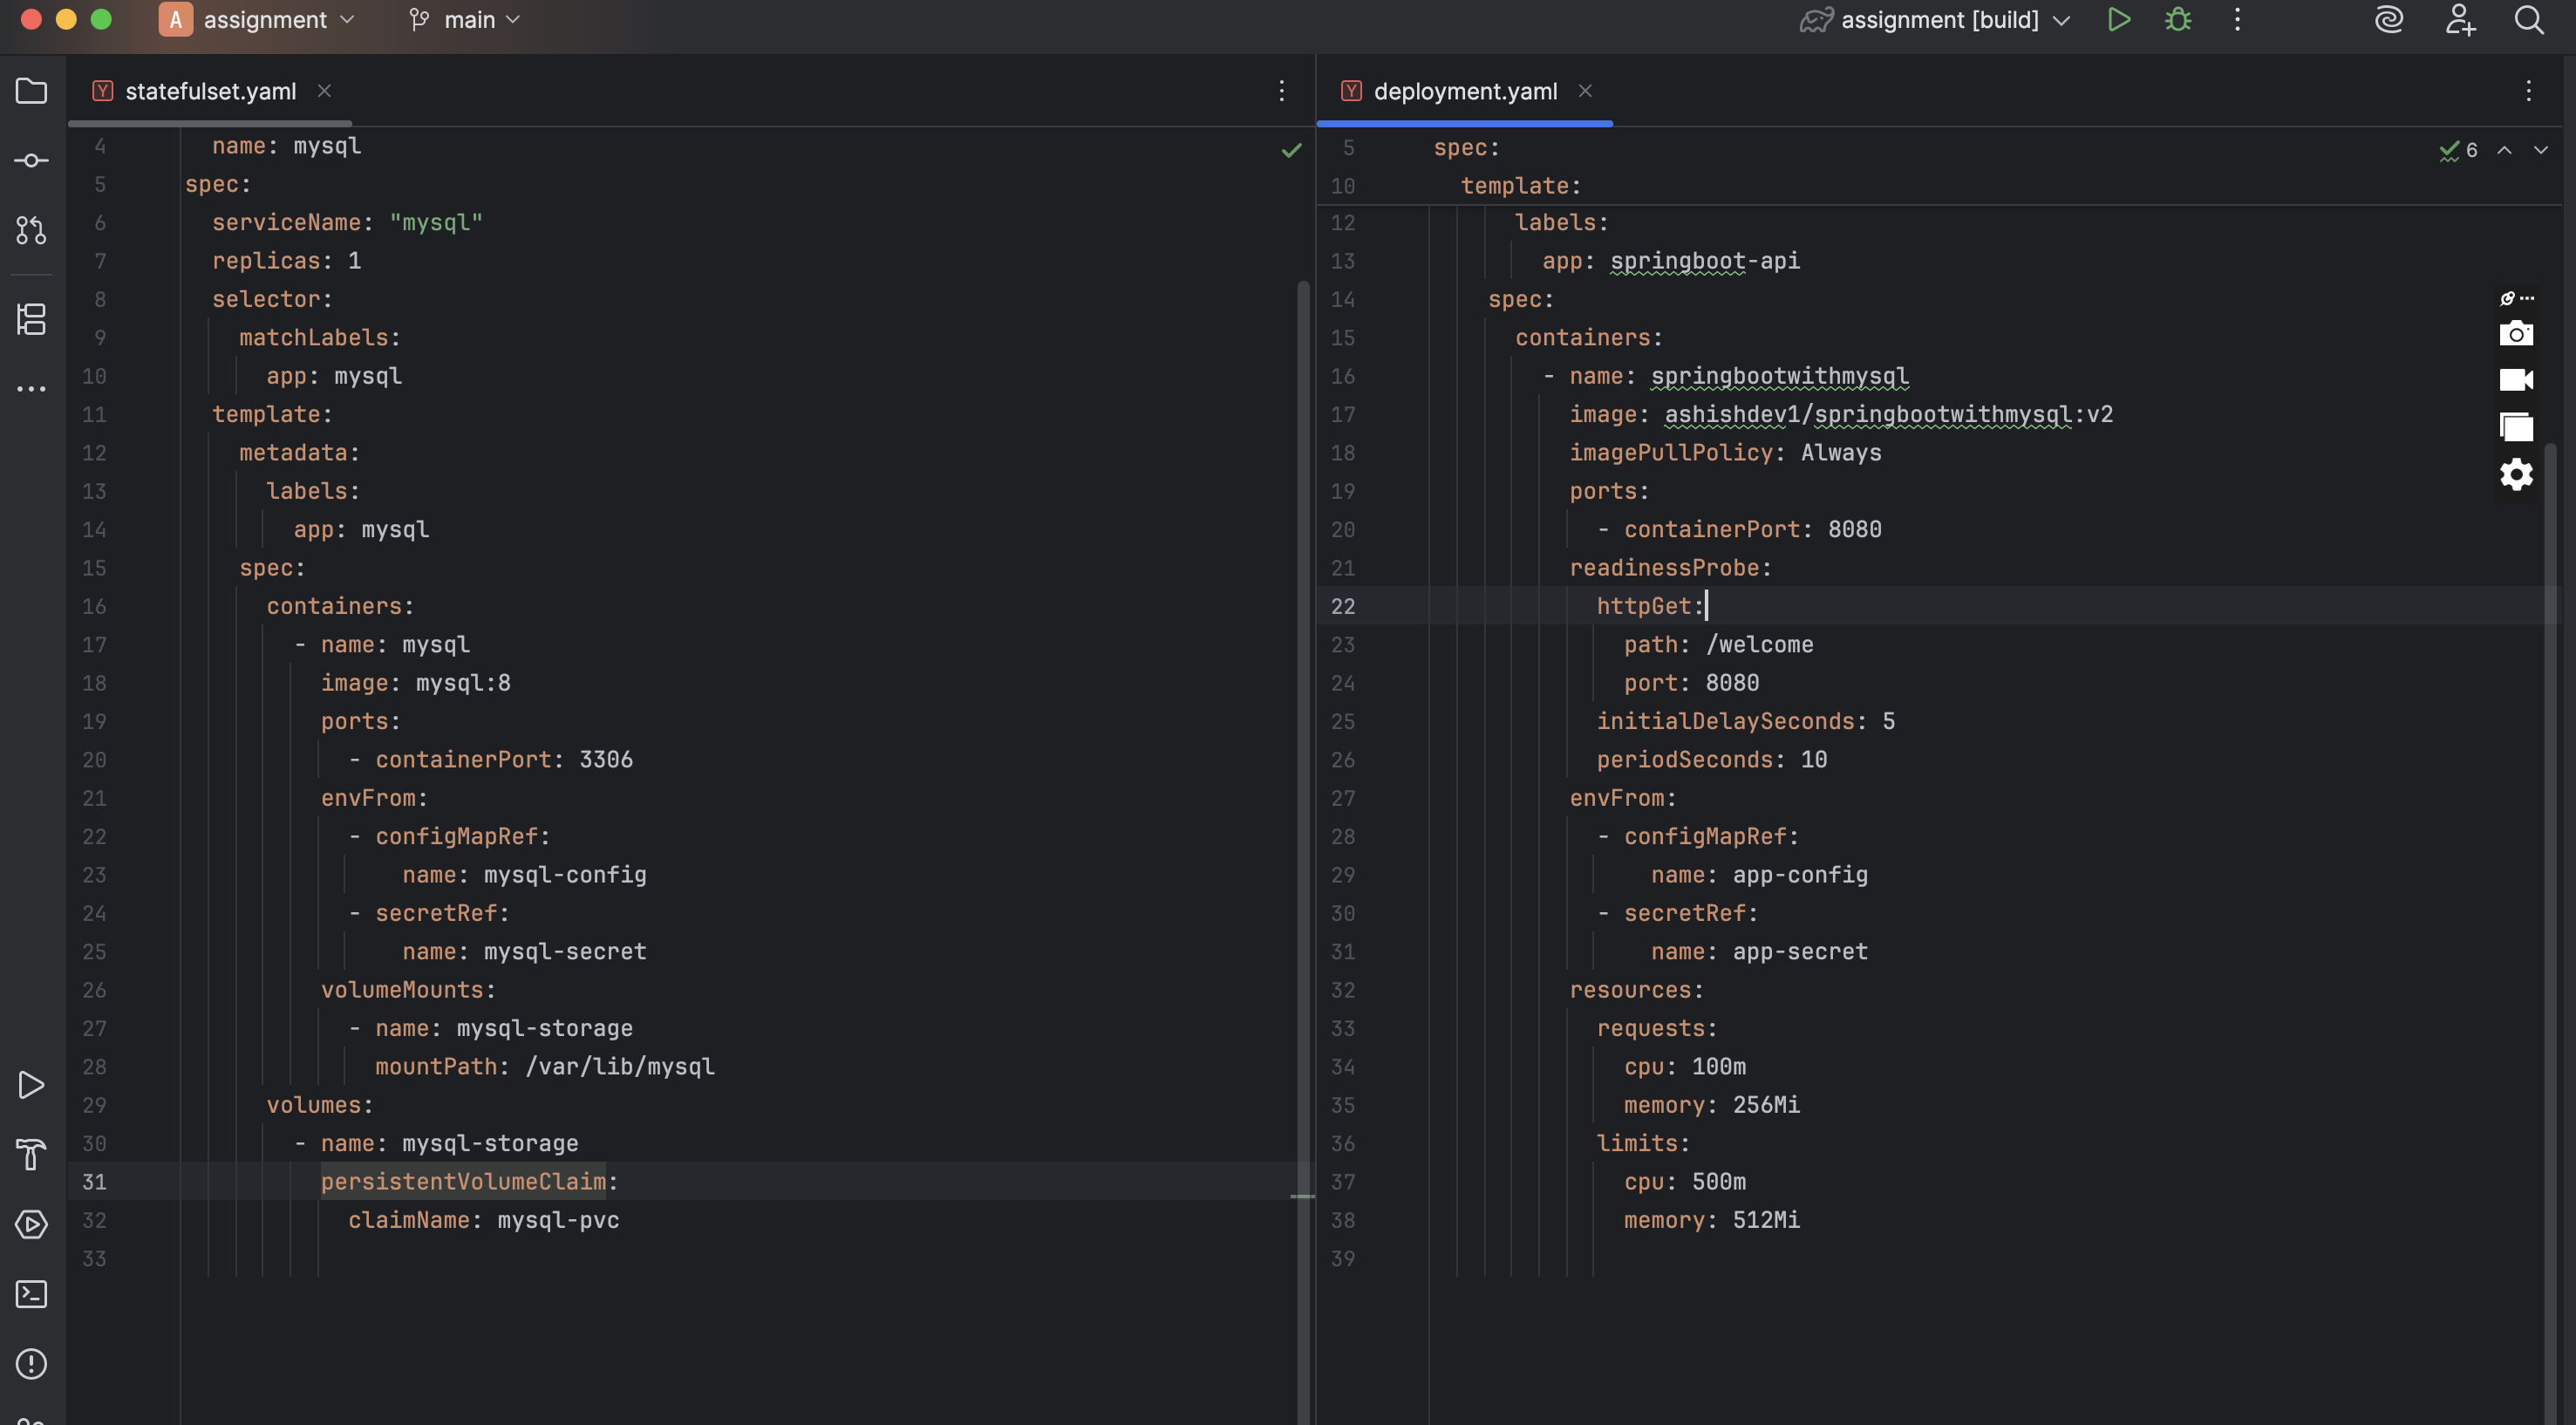 A assignment main assignment [build]
Y statefulset.yaml
4 name: mysql
5 spec:
6 serviceName: "mysql"
7 replicas: 1
8 selector:
9 matchLabels:
10 app: mysql
11 template:
12 metadata:
13 labels:
14 app: mysql
15 spec:
16 containers:
17 - name: mysql
18 image: mysql:8
19 ports:
20 - containerPort: 3306
21 envFrom:
22 - configMapRef:
23 name: mysql-config
24 - secretRef:
25 name: mysql-secret
26 volumeMounts:
27 - name: mysql-storage
28 mountPath: /var/lib/mysql
29 volumes:
30 - name: mysql-storage
31 persistentVolumeClaim:
32 claimName: mysql-pvc
33
Y deployment.yaml
5 spec:
6
10 template:
12 labels:
13 app: springboot-api
14 spec:
15 containers:
16 - name: springbootwithmysql
17 image: ashishdev1/springbootwithmysql:v2
18 imagePullPolicy: Always
19 ports:
20 - containerPort: 8080
21 readinessProbe:
22 httpGet:
23 path: /welcome
24 port: 8080
25 initialDelaySeconds: 5
26 periodSeconds: 10
27 envFrom:
28 - configMapRef:
29 name: app-config
30 - secretRef:
31 name: app-secret
32 resources:
33 requests:
34 cpu: 100m
35 memory: 256Mi
36 limits:
37 cpu: 500m
38 memory: 512Mi
39